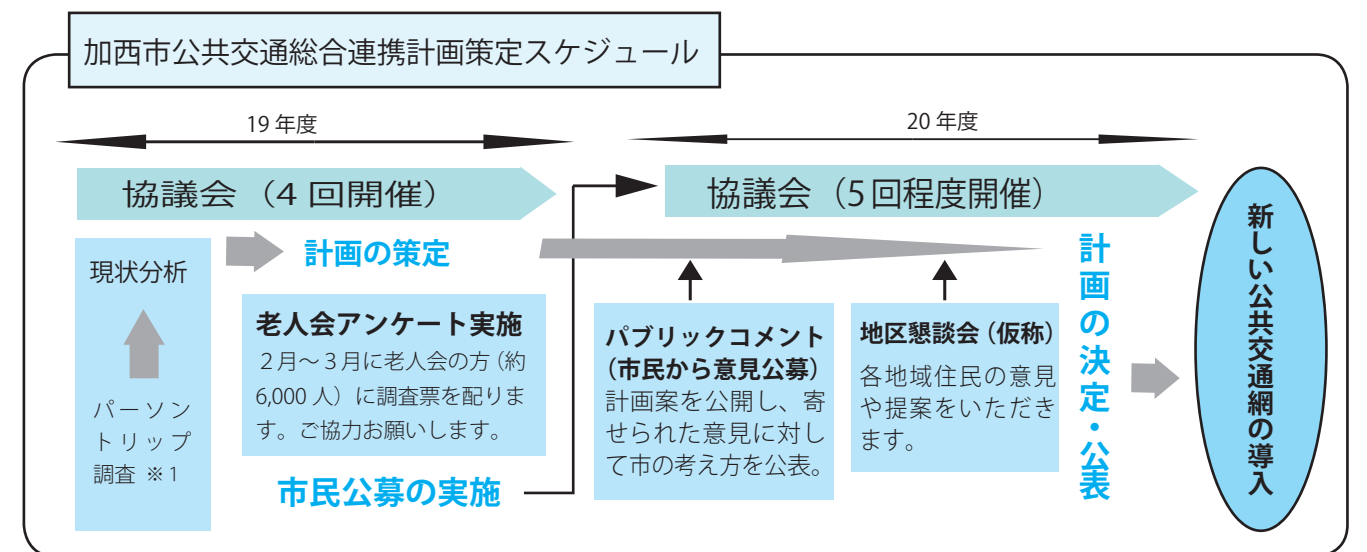 加西市公共交通総合連携計画策定スケジュール
19 年度
20 年度
協議会（4 回開催）
協議会（5 回程度開催）
現状分析
パーソン
トリップ
調査 ※１
計画の策定
老人会アンケート実施
２月～３月に老人会の方（約
6,000 人）に調査票を配りま
す。ご協力お願いします。
市民公募の実施
パブリックコメント
（市民から意見公募）
計画案を公開し、寄
せられた意見に対し
て市の考え方を公表。
地区懇談会（仮称）
各地域住民の意見
や提案をいただき
ます。
計画の決定・公表
新しい公共交通網の導入